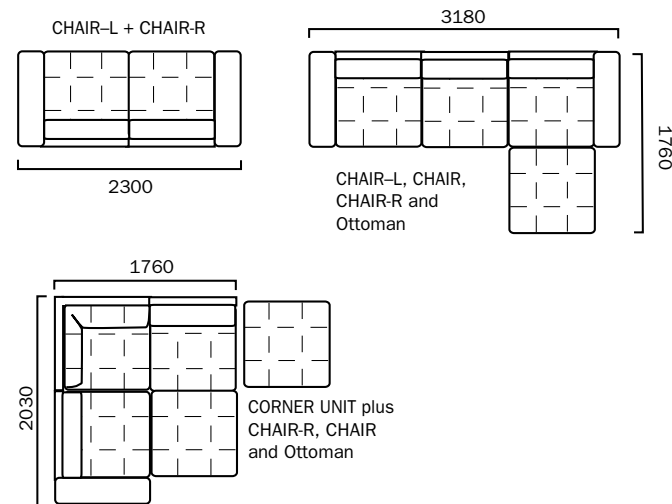 CHAIR–L + CHAIR-R
2300
3180
1760
CHAIR–L, CHAIR,
CHAIR-R and
Ottoman
1760
2030
CORNER UNIT plus
CHAIR-R, CHAIR
and Ottoman